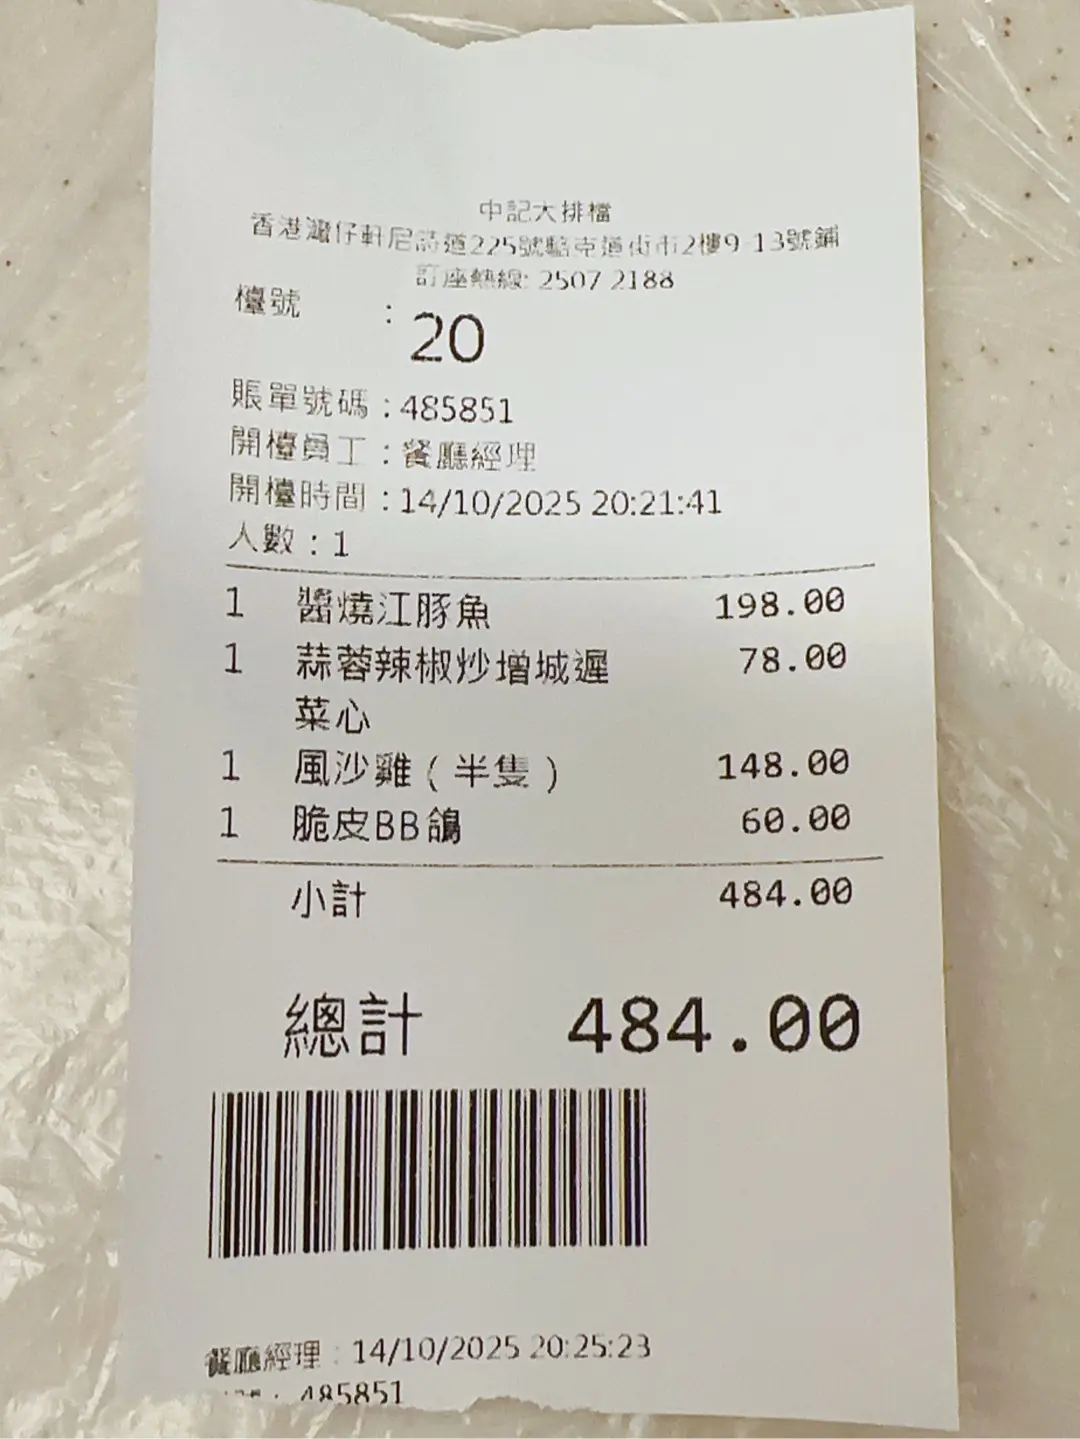 中記大排檔
香港灣仔軒尼詩道225號駱克道街市2樓9-13號鋪
訂座熱線: 2507 2188
檯號 : 20
賬單號碼 : 485851
開檯員工 : 餐廳經理
開檯時間 : 14/10/2025 20:21:41
人數 : 1
1 醬燒江豚魚 198.00
1 蒜蓉辣椒炒增城遲 78.00
菜心
1 風沙雞 ( 半隻 ) 148.00
1 脆皮BB鴿 60.00
小計 484.00
總計 484.00
餐廳經理 : 14/10/2025 20:25:23
: 485851